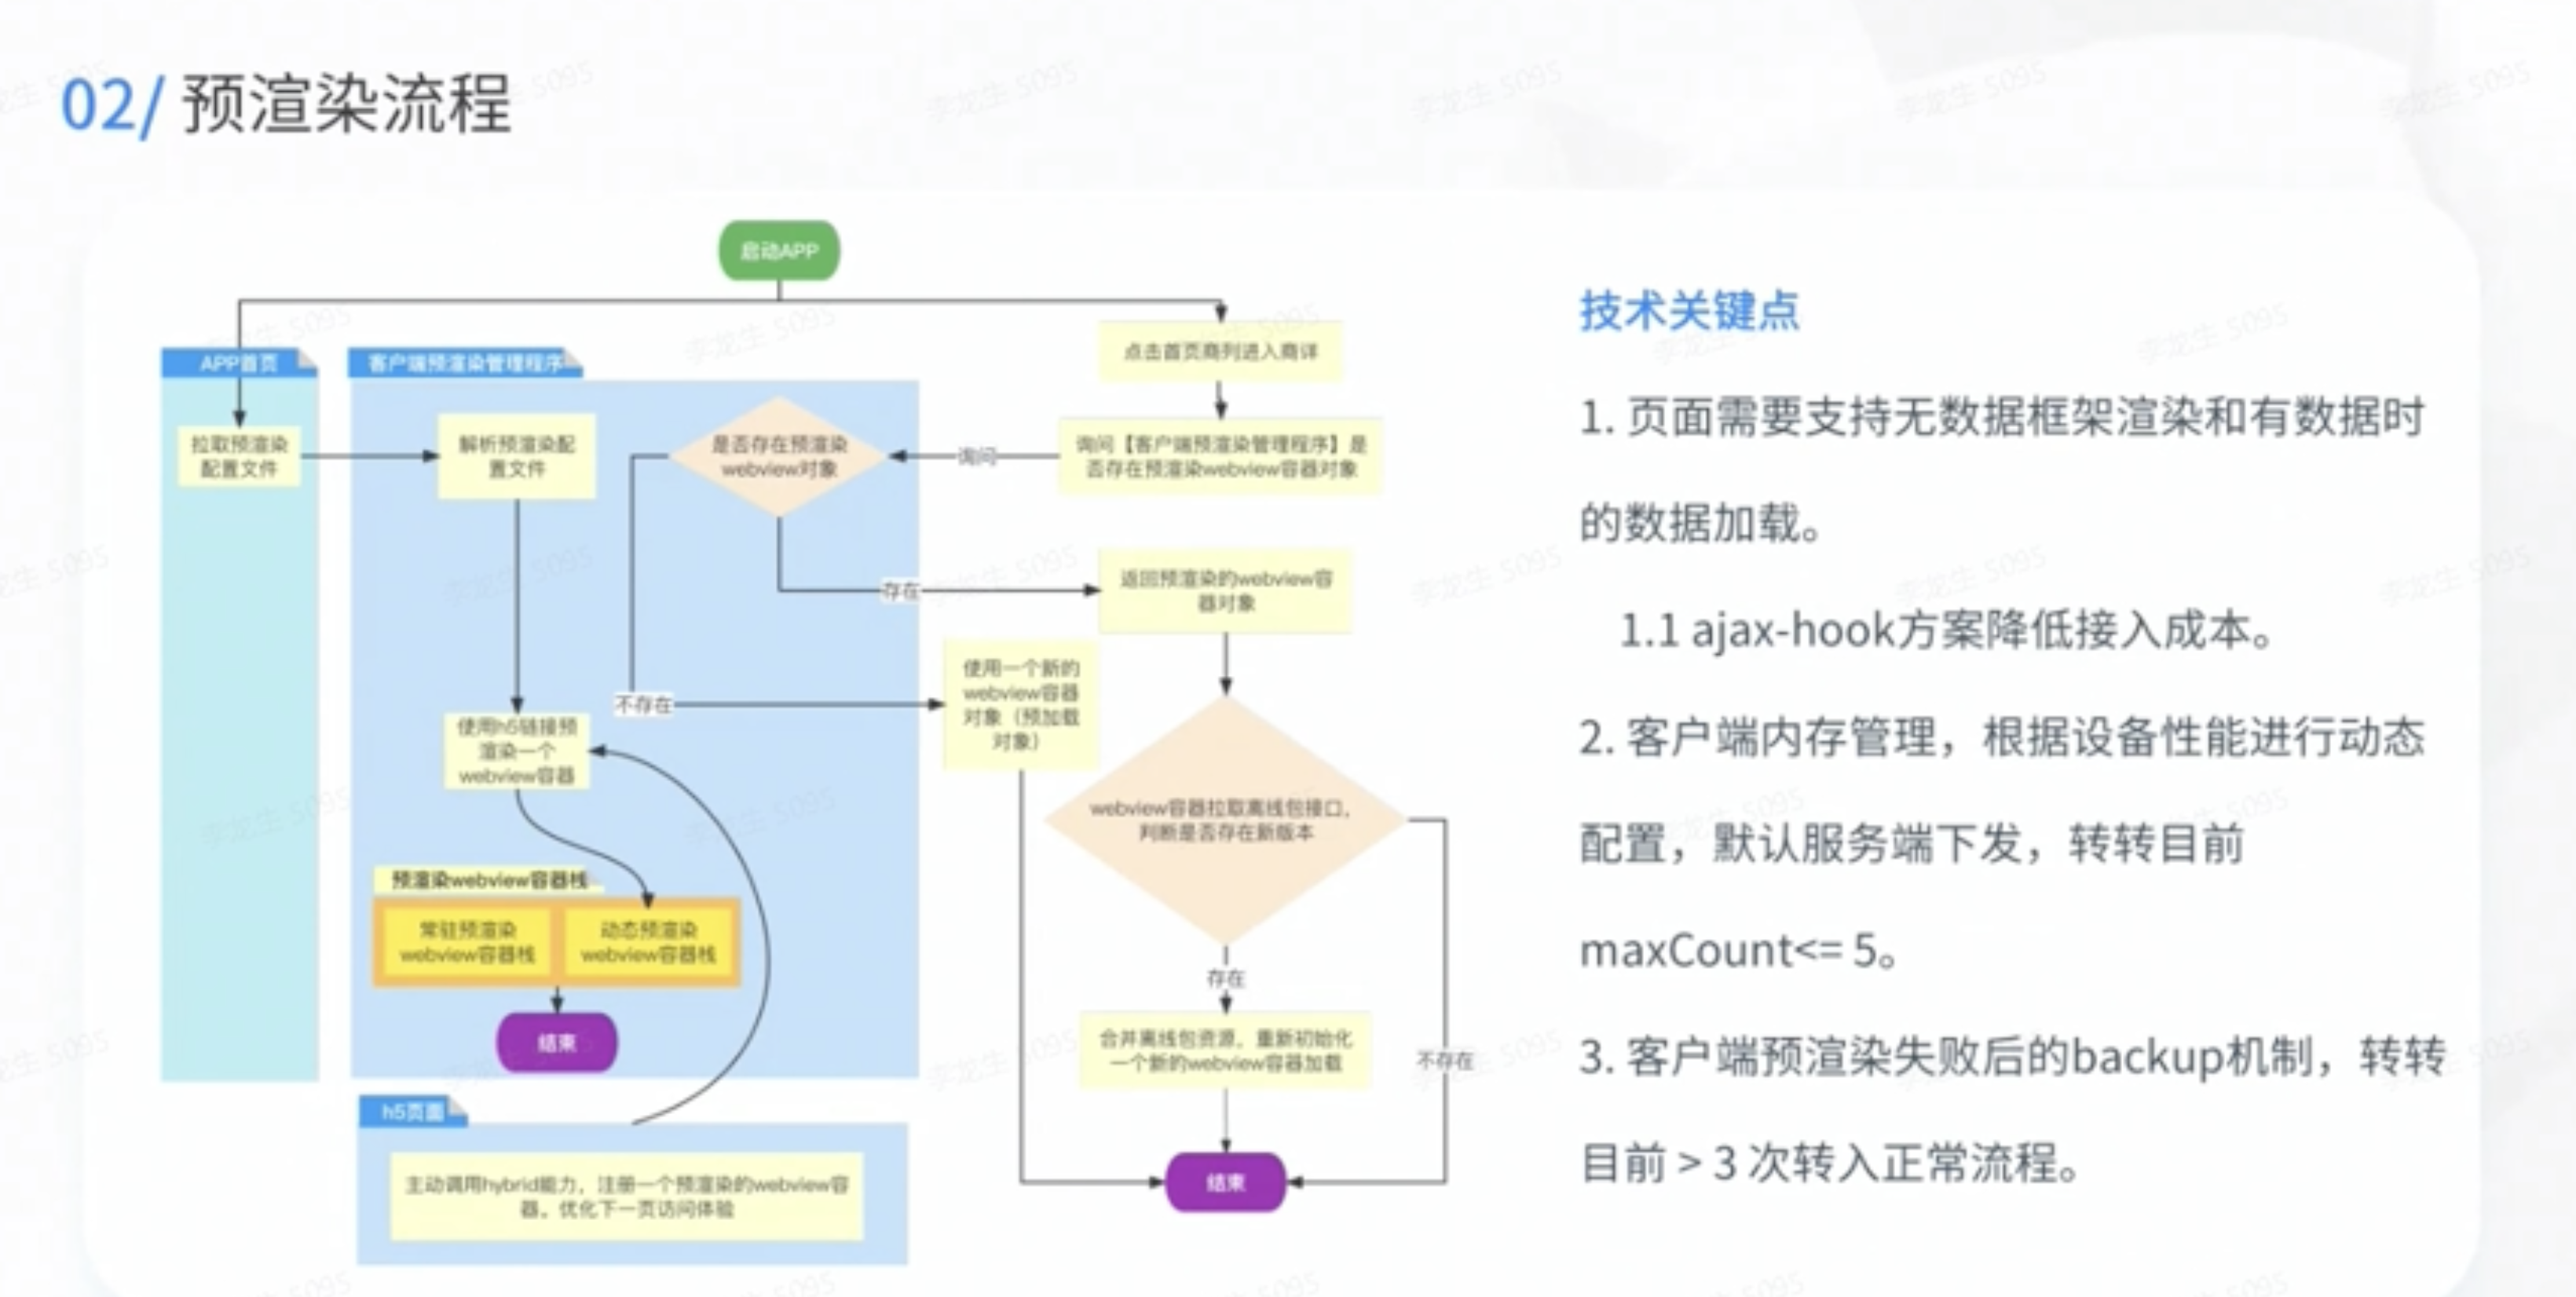 02/ 预渲染流程
启动APP
APP首页
拉取预渲染
配置文件
客户端预渲染管理程序
解析预渲染配
置文件
是否存在预渲染
webview对象
询问
点击首页商列进入商详
询问【客户端预渲染管理程序】是
否存在预渲染webview容器对象
存在
返回预渲染的webview容
器对象
不存在
使用一个新的
webview容器
对象（预加载
对象）
使用h5链接预
渲染一个
webview容器
预渲染webview容器栈
常驻预渲染
webview容器栈
动态预渲染
webview容器栈
结束
h5页面
主动调用hybrid能力，注册一个预渲染的webview容
器，优化下一页访问体验
webview容器拉取离线包接口，
判断是否存在新版本
存在
不存在
合并离线包资源，重新初始化
一个新的webview容器加载
结束
技术关键点
1. 页面需要支持无数据框架渲染和有数据时
的数据加载。
1.1 ajax-hook方案降低接入成本。
2. 客户端内存管理，根据设备性能进行动态
配置，默认服务端下发，转转目前
maxCount<= 5。
3. 客户端预渲染失败后的backup机制，转转
目前 > 3 次转入正常流程。
李龙生 5095